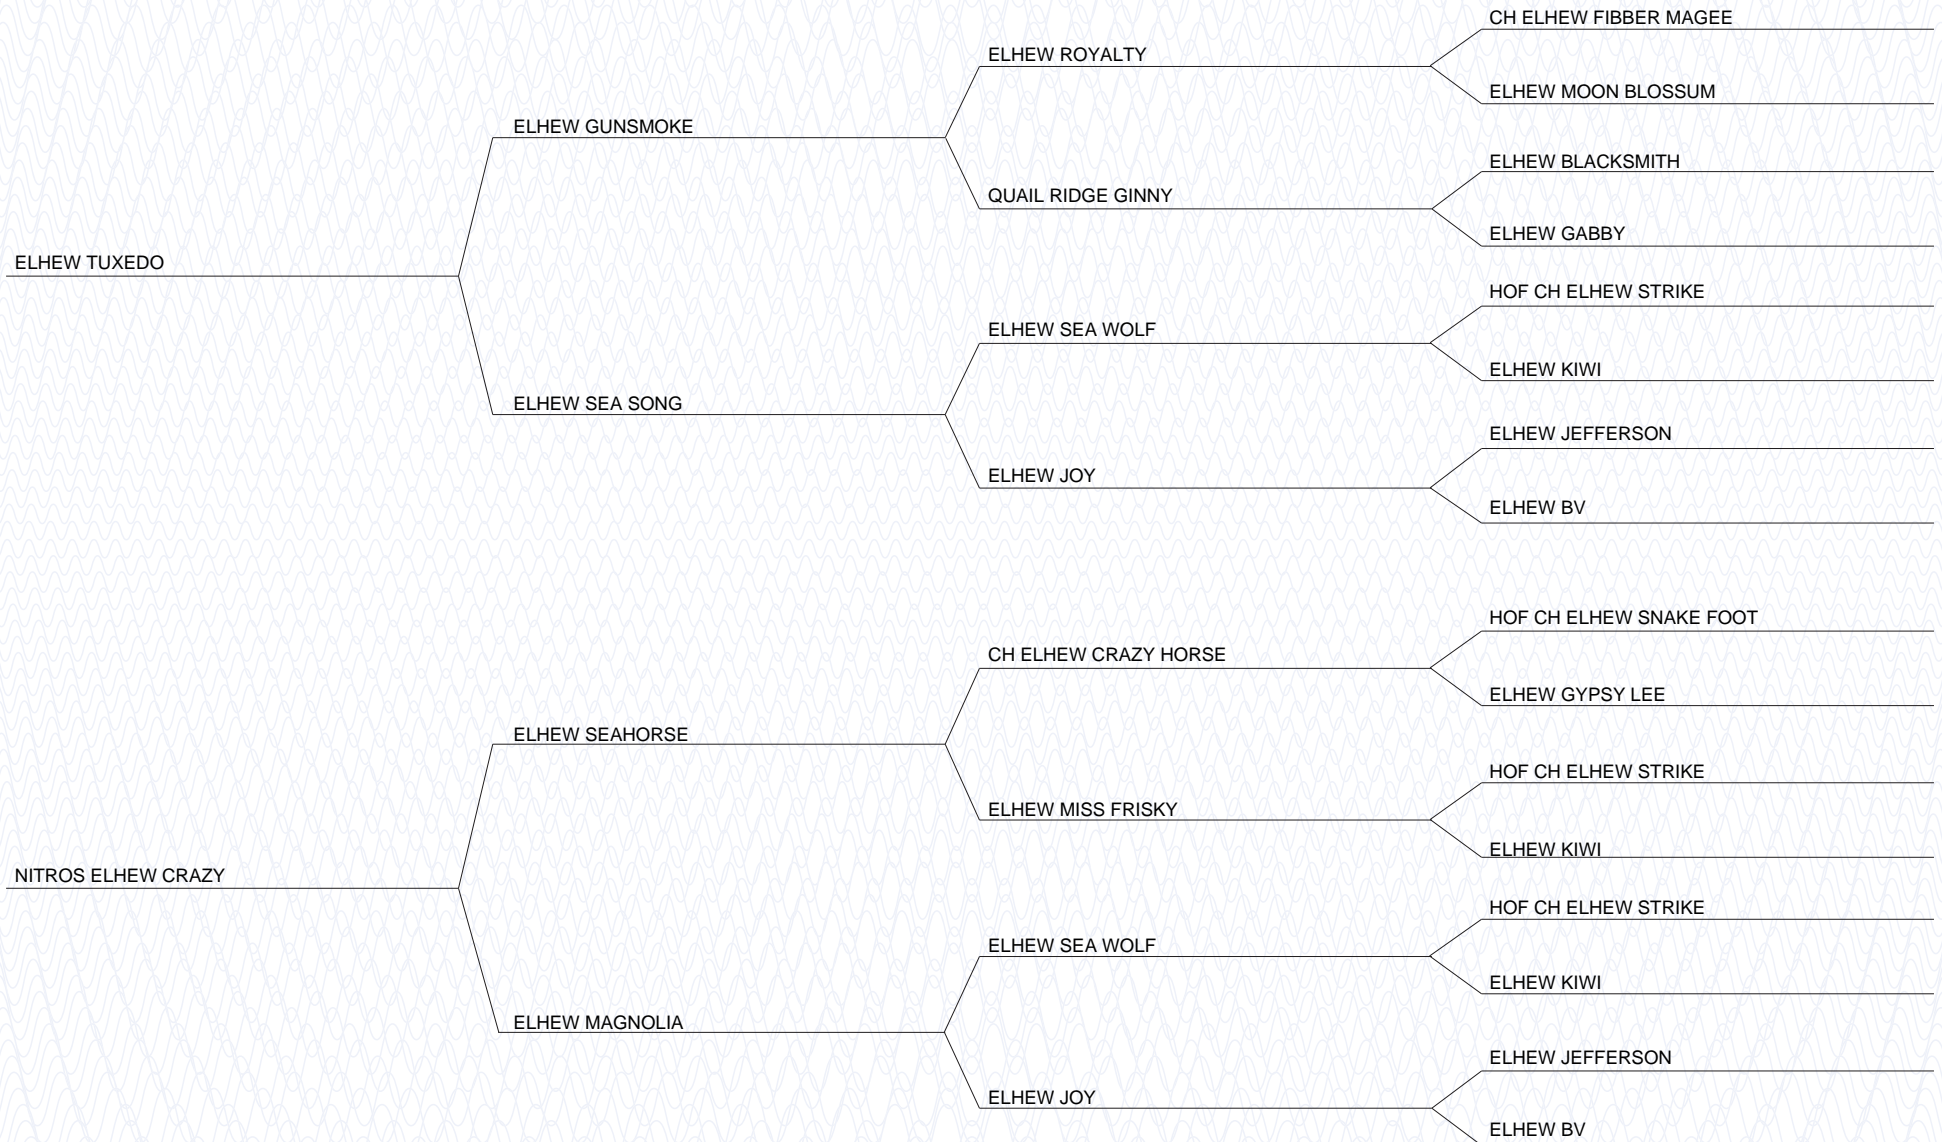 CH ELHEW FIBBER MAGEE
ELHEW ROYALTY
ELHEW MOON BLOSSUM
ELHEW GUNSMOKE
ELHEW BLACKSMITH
QUAIL RIDGE GINNY
ELHEW GABBY
ELHEW TUXEDO
HOF CH ELHEW STRIKE
ELHEW SEA WOLF
ELHEW KIWI
ELHEW SEA SONG
ELHEW JEFFERSON
ELHEW JOY
ELHEW BV
HOF CH ELHEW SNAKE FOOT
CH ELHEW CRAZY HORSE
ELHEW GYPSY LEE
ELHEW SEAHORSE
HOF CH ELHEW STRIKE
ELHEW MISS FRISKY
ELHEW KIWI
NITROS ELHEW CRAZY
HOF CH ELHEW STRIKE
ELHEW SEA WOLF
ELHEW KIWI
ELHEW MAGNOLIA
ELHEW JEFFERSON
ELHEW JOY
ELHEW BV